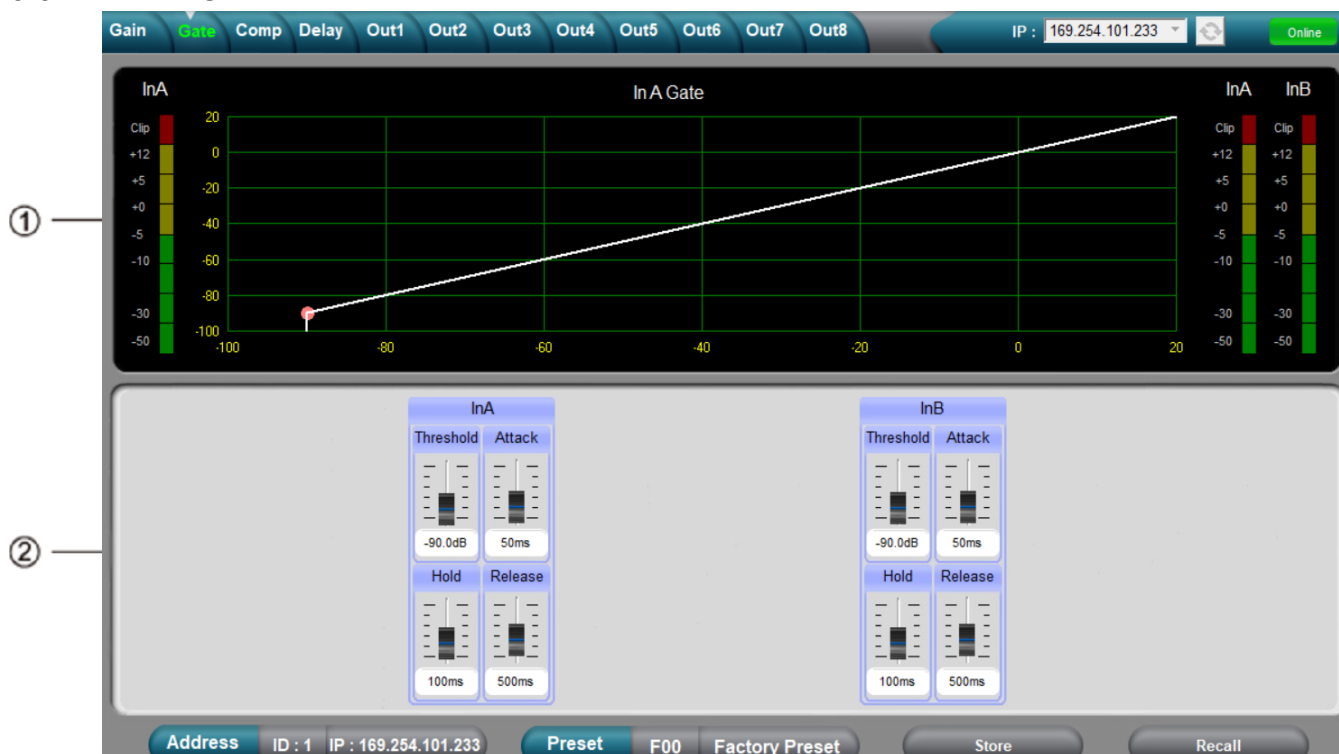 Gain Gate Comp Delay Out1 Out2 Out3 Out4 Out5 Out6 Out7 Out8 IP : 169.254.101.233 Online
InA In A Gate InA InB
Clip
+12
+5
+0
-5
-10
-30
-50
20
0
-20
-40
-60
-80
-100
-100 -80 -60 -40 -20 0 20
Clip Clip
+12 +12
+5 +5
+0 +0
-5 -5
-10 -10
-30 -30
-50 -50
①
②
InA
Threshold Attack
-90.0dB 50ms
Hold Release
100ms 500ms
InB
Threshold Attack
-90.0dB 50ms
Hold Release
100ms 500ms
Address ID : 1 IP : 169.254.101.233 Preset F00 Factory Preset Store Recall